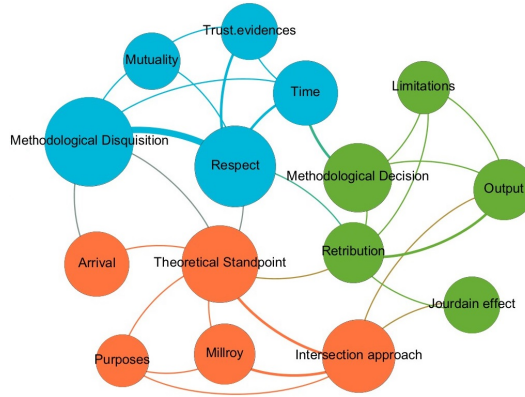 Trust.evidences
Mutuality
Time
Limitations
Methodological Disquisition
Respect
Methodological Decision
Output
Arrival
Theoretical Standpoint
Retribution
Jourdain effect
Purposes
Millroy
Intersection approach